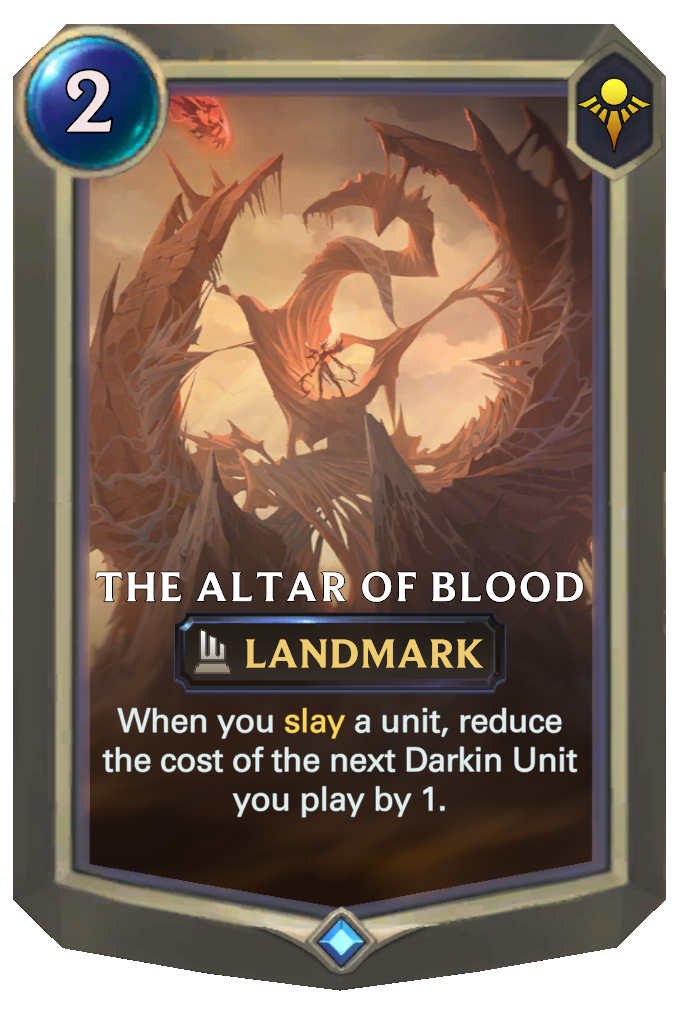 2
THE ALTAR OF BLOOD
LANDMARK
When you slay a unit, reduce
the cost of the next Darkin Unit
you play by 1.